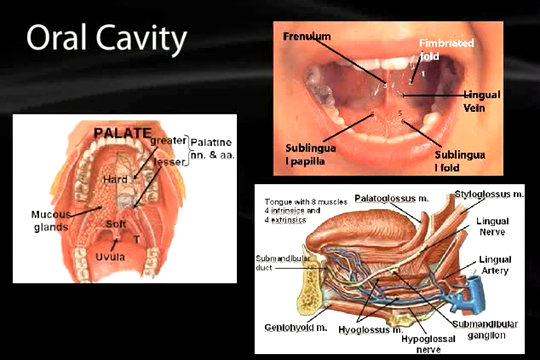 Oral Cavity
Frenulum
Fimbriated
fold
1
Lingual
Vein
5
Sublingua
l papilla
Sublingua
l fold
PALATE
greater
Palatine
nn. & aa.
lesser
Hard
Mucous
glands
Soft
T
Uvula
Tongue with 8 muscles
4 intrinsics and
4 extrinsics
Palatoglossus m.
Styloglossus m.
Lingual
Nerve
Submandibular
duct
Lingual
Artery
Geniohyoid m.
Hyoglossus m.
Hypoglossal
nerve
Submandibular
ganglion